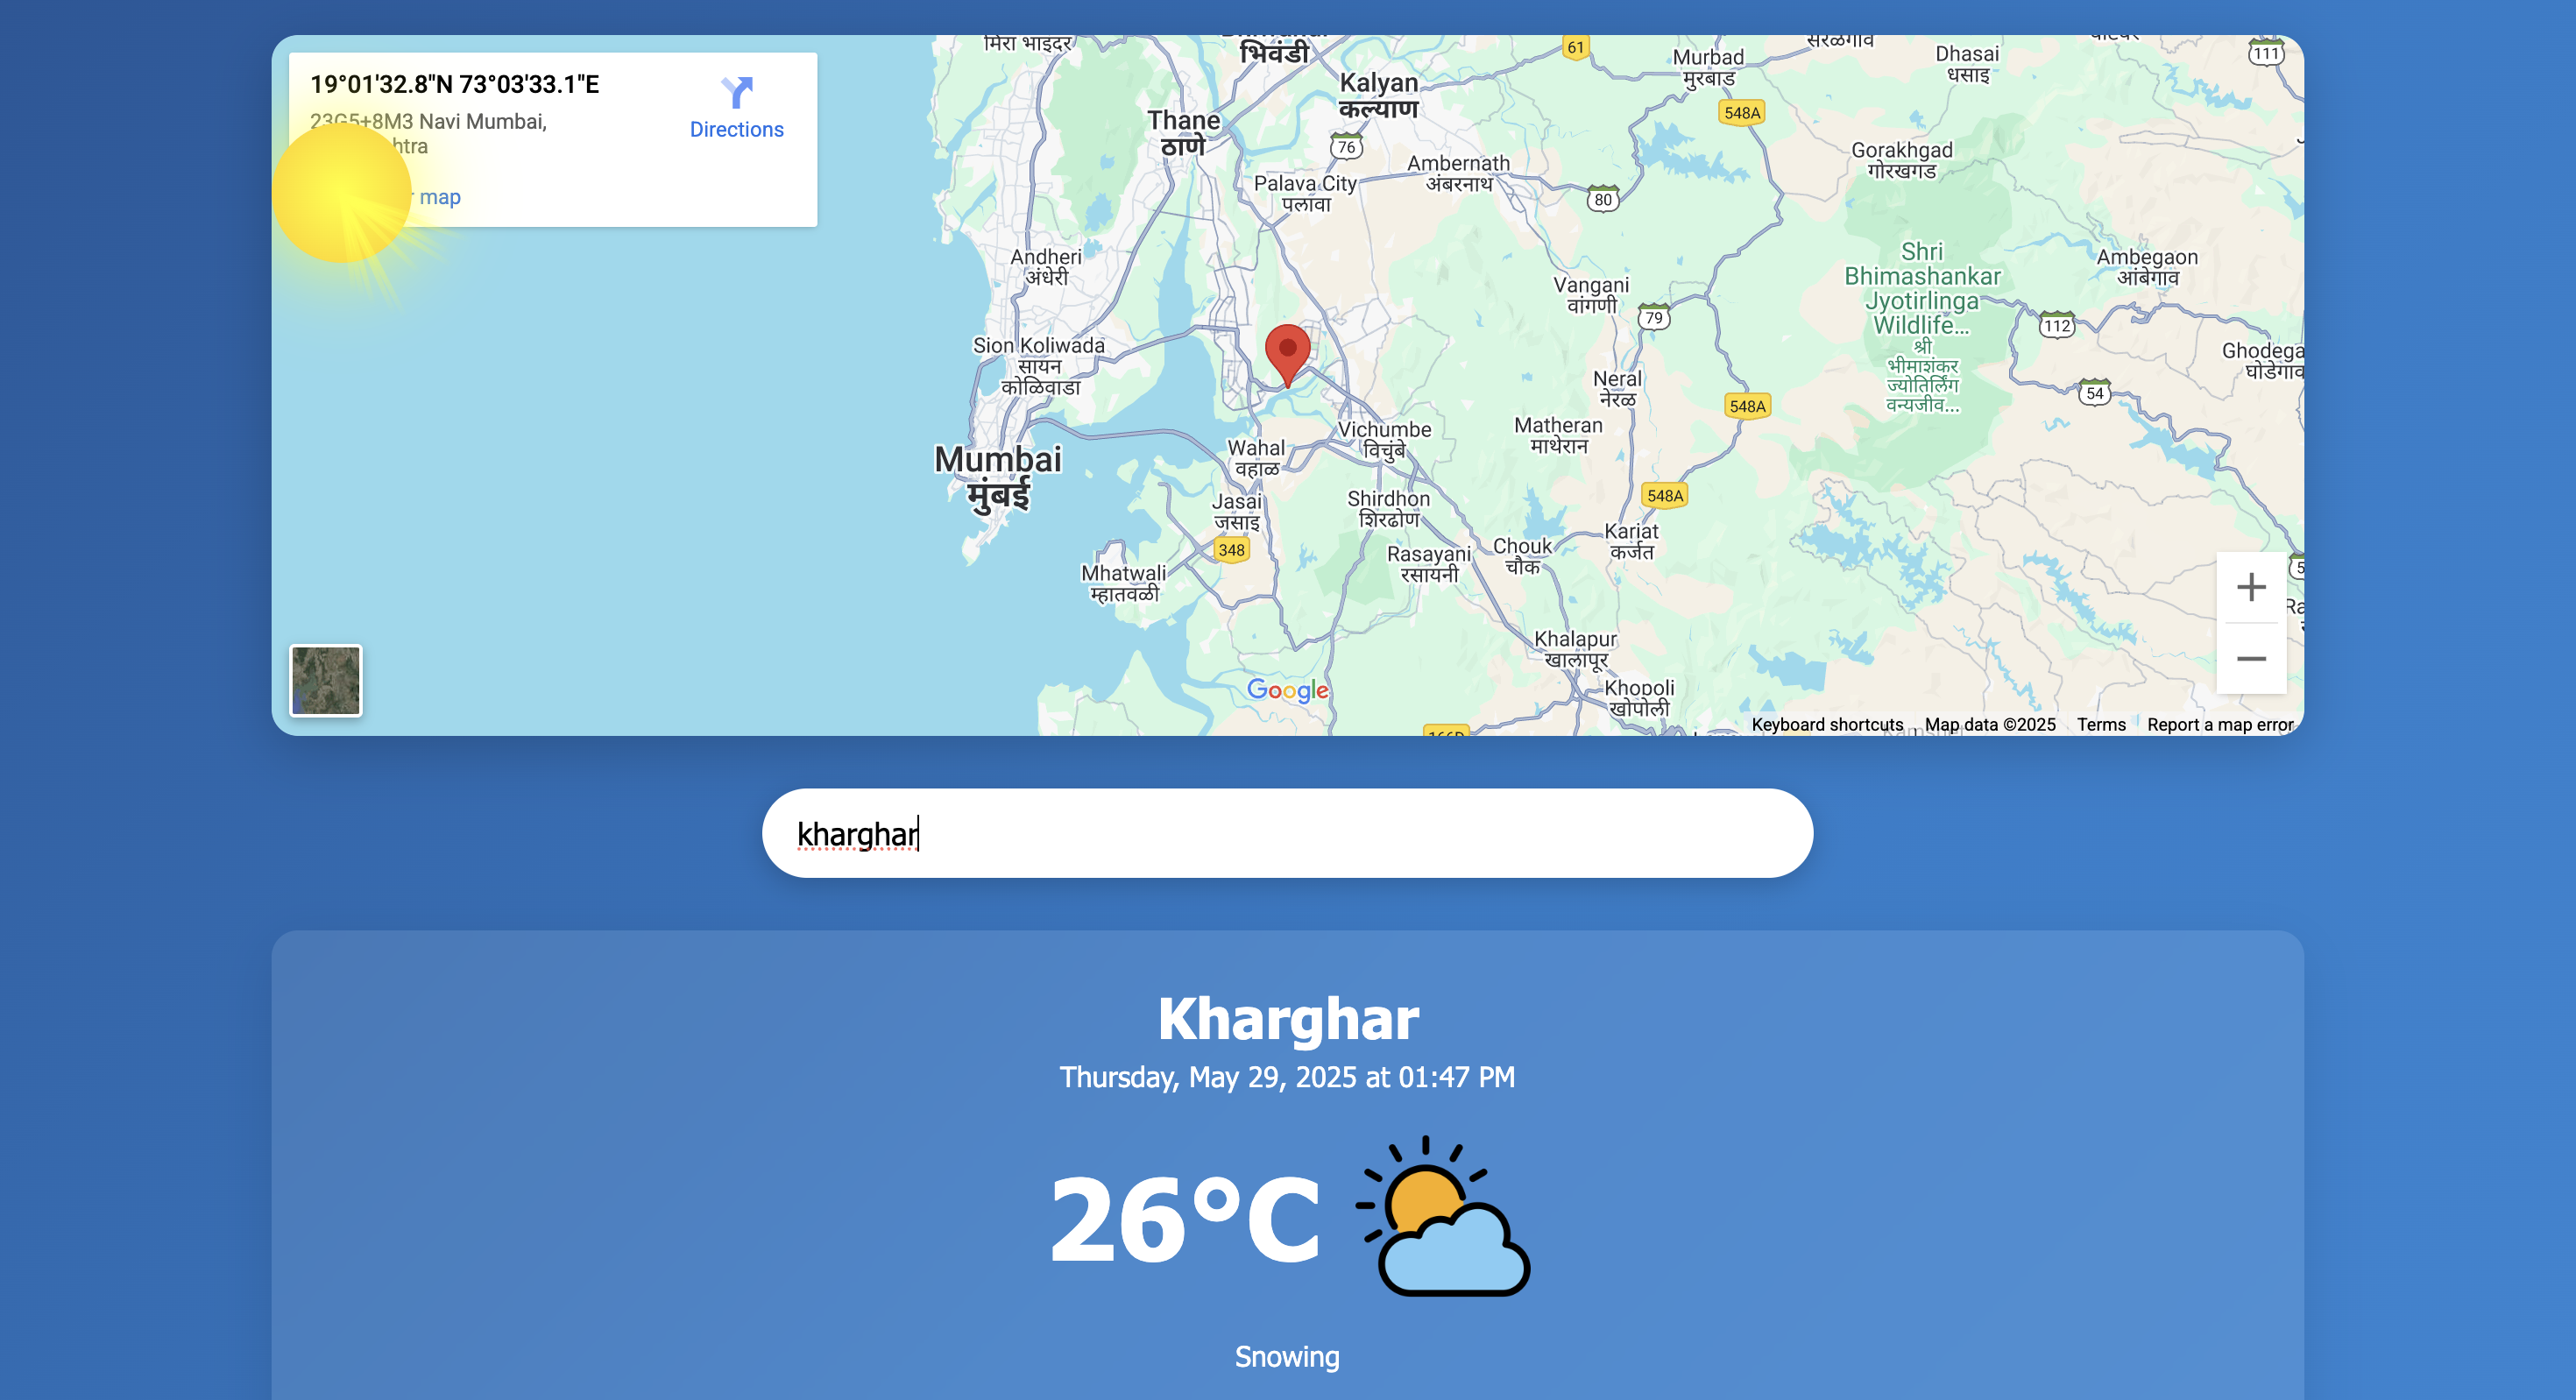 19°01'32.8"N 73°03'33.1"E
23G5+8M3 Navi Mumbai,
Directions
map
मिरा भाइंदर
भिवंडी
61
Murbad
मुरबाड
Dhasai
धसाइ
111
Kalyan
कल्याण
548A
Thane
ठाणे
76
Ambernath
अंबरनाथ
Gorakhgad
गोरखगड
Palava City
पलावा
80
Andheri
अंधेरी
Shri
Bhimashankar
Jyotirlinga
Wildlife...
श्री
भीमाशंकर
ज्योतिर्लिंग
वन्यजीव...
Ambegaon
आंबेगाव
Vangani
वांगणी
79
112
Sion Koliwada
सायन
कोळिवाडा
Neral
नेरळ
54
548A
Matheran
माथेरान
Vichumbe
विचुंबे
Wahal
वहाळ
Mumbai
मुंबई
Jasai
जसाइ
Shirdhon
शिरढोण
548A
348
Kariat
कर्जत
Chouk
चौक
Rasayani
रसायनी
Mhatwali
म्हातवळी
Khalapur
खालापूर
Khopoli
खोपोली
Google
Keyboard shortcuts Map data ©2025 Terms Report a map error
kharghar
Kharghar
Thursday, May 29, 2025 at 01:47 PM
26°C
Snowing